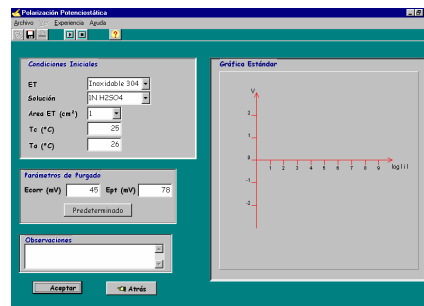 Polarización Potenciostática
Archivo Ver Experiencia Ayuda
?
Condiciones Iniciales
ET Inoxidable 304
Solución 1N H2SO4
Area ET (cm²) 1
Tc (°C) 25
Ta (°C) 26
Parámetros de Purgado
Ecorr (mV) 45 Ept (mV) 78
Predeterminado
Observaciones
Aceptar Atrás
Gráfica Estándar
V
2
1
0
1 2 3 4 5 6 7 8 9 log|i|
-1
-2